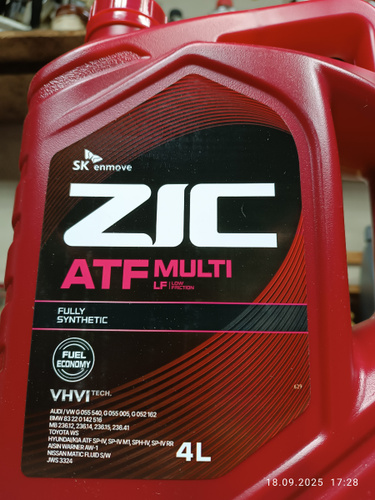 SK enmove
ZIC
ATF MULTI
LF LOW FRICTION
FULLY
SYNTHETIC
FUEL
ECONOMY
VHVI TECH.
AUDI / VW G 055 540, G 055 005, G 052 162
BMW 83 22 0 142 516
MB 236.12, 236.14, 236.15, 236.41
TOYOTA WS
HYUNDAI/KIA ATF SP-IV, SP-IV M1, SPH-IV, SP-IV RR
AISIN WARNER AW-1
NISSAN MATIC FLUID S/W
JWS 3324
4L
629
18.09.2025 17:28